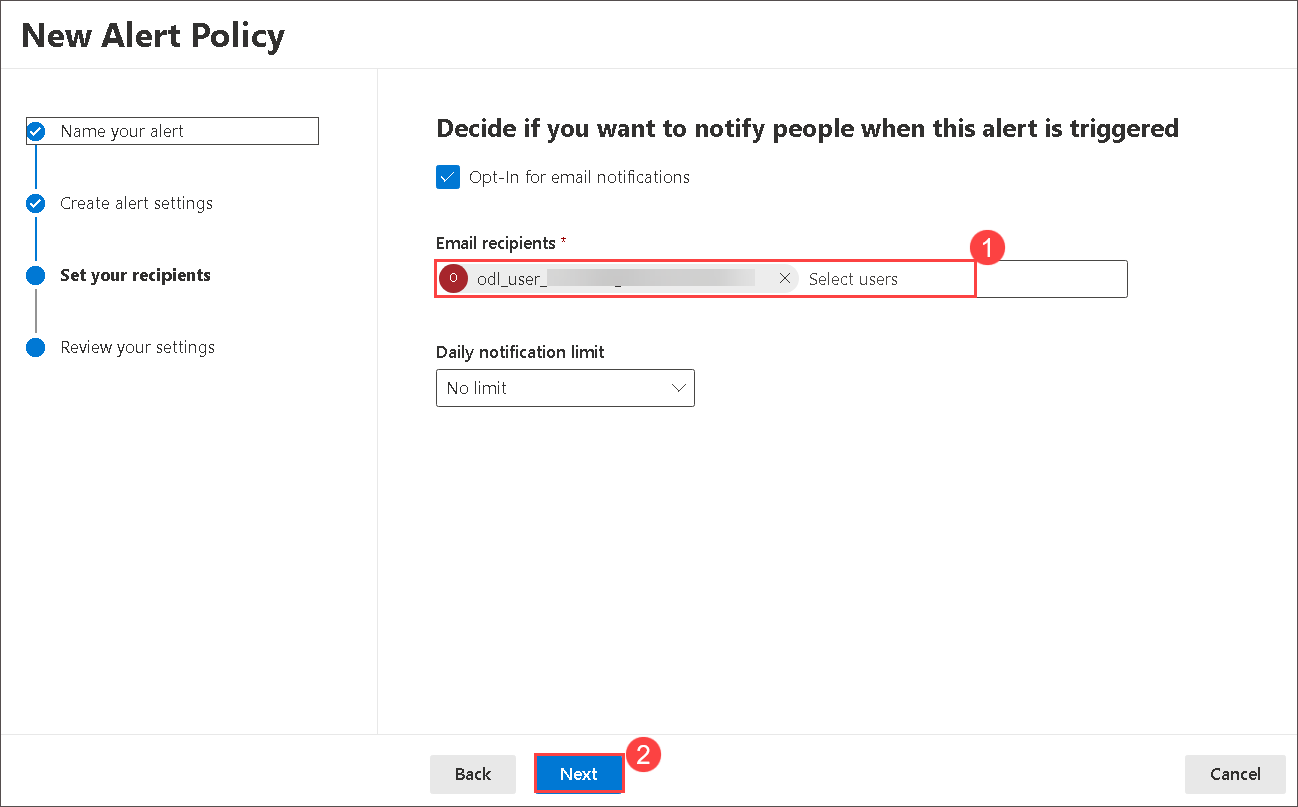 New Alert Policy
Name your alert
Create alert settings
Set your recipients
Review your settings
Decide if you want to notify people when this alert is triggered
Opt-In for email notifications
Email recipients *
1
O odl_user_ Select users
Daily notification limit
No limit
2
Back Next Cancel